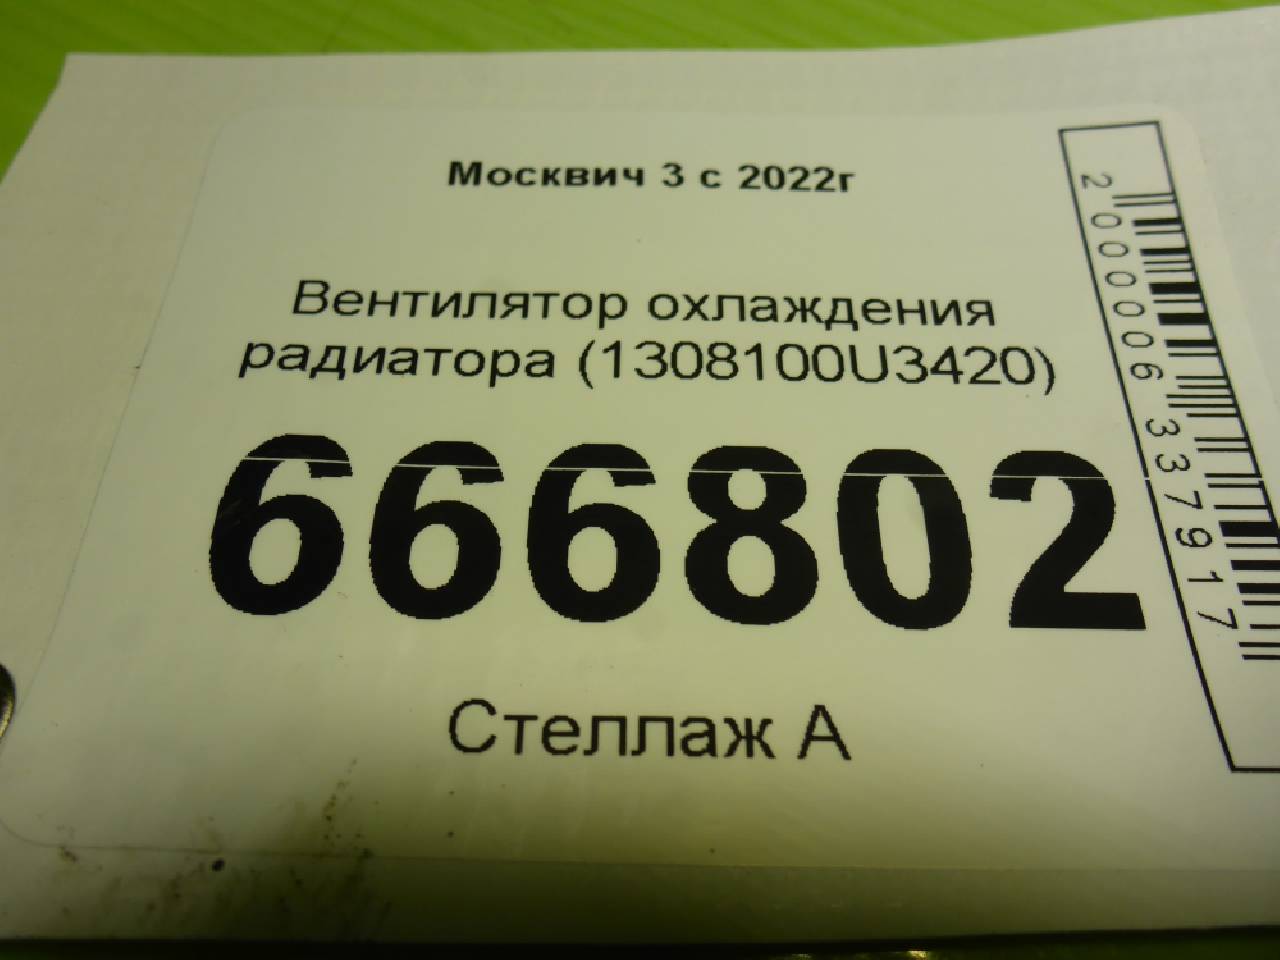 Москвич 3 с 2022г
Вентилятор охлаждения
радиатора (1308100U3420)
666802
Стеллаж А
2000006337917